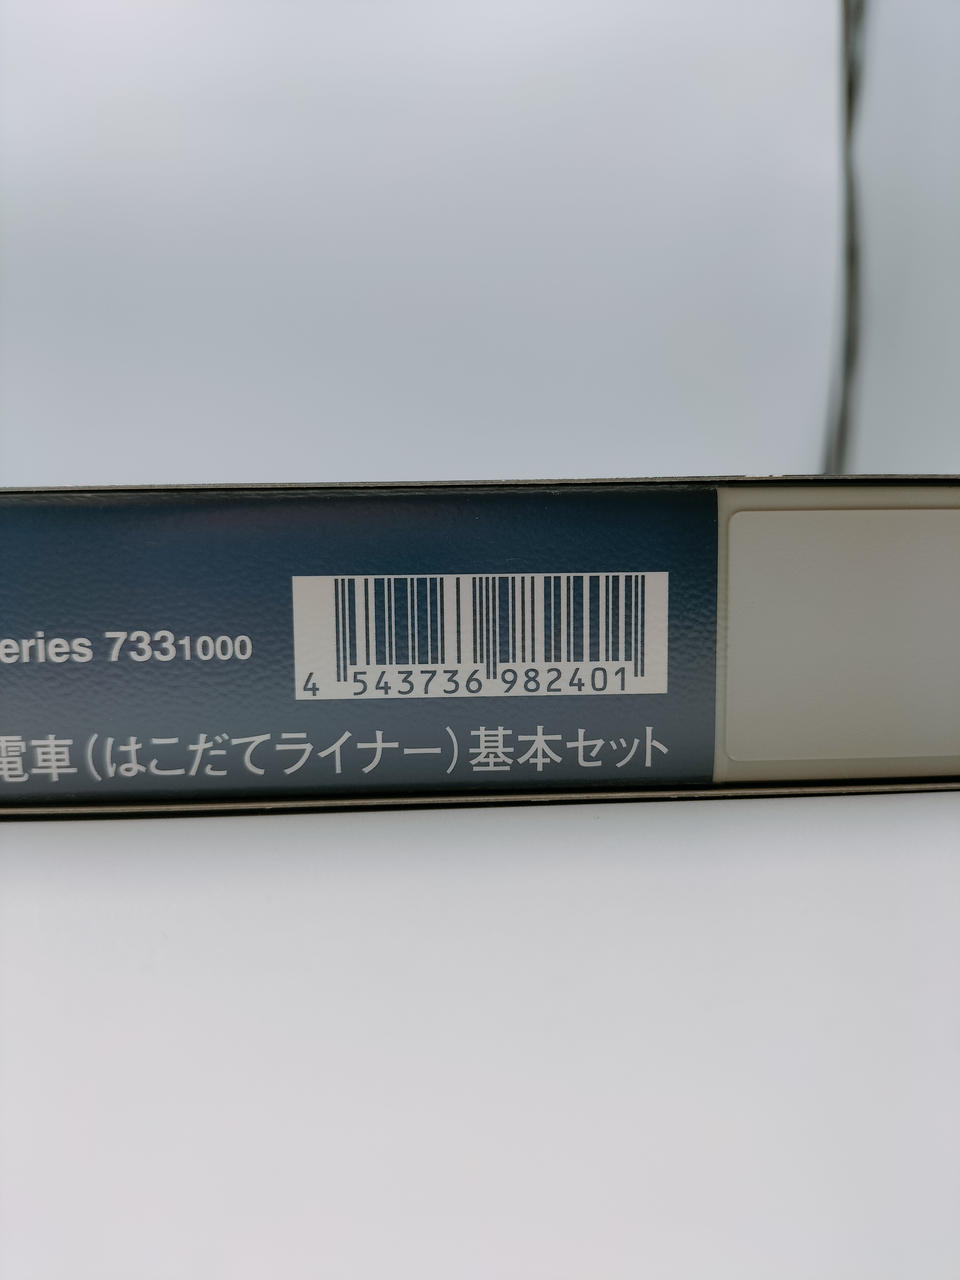 eries 7331000
4 543736 982401
電車(はこだてライナー)基本セット